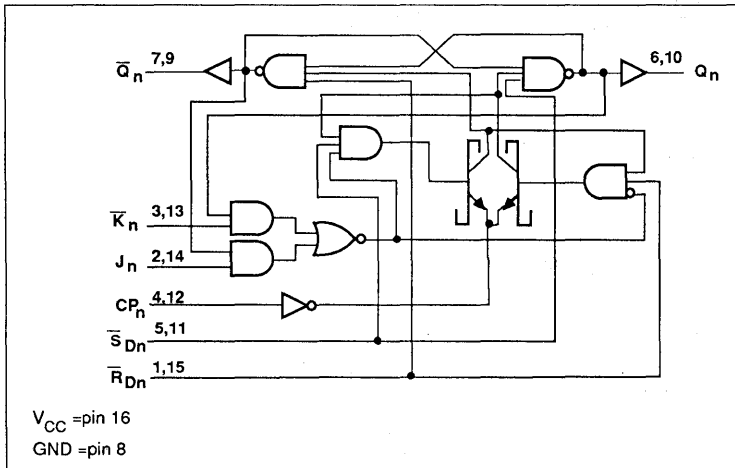 Q̅n 7,9
6,10 Qn
K̅n 3,13
Jn 2,14
CPn 4,12
S̅Dn 5,11
R̅Dn 1,15
VCC =pin 16
GND =pin 8